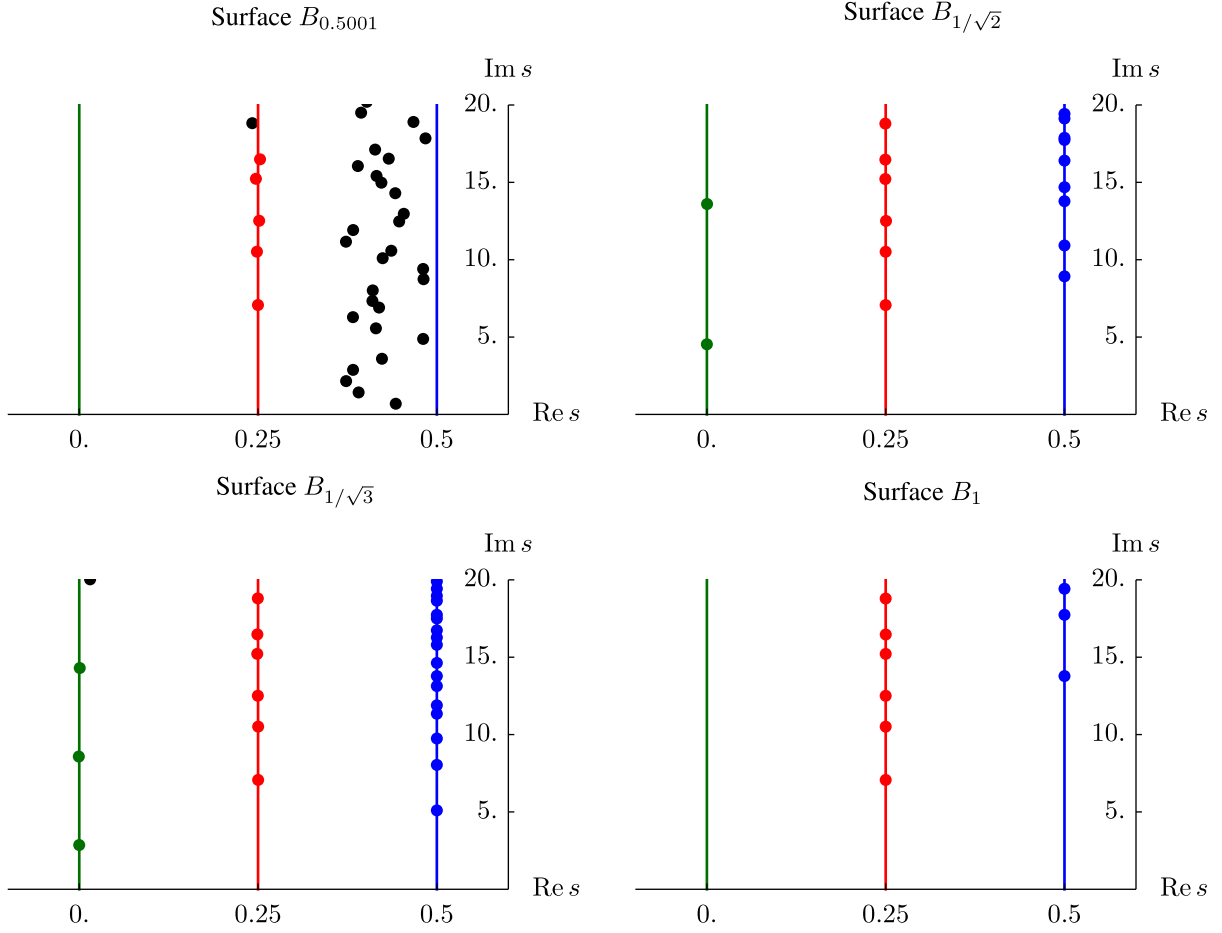 Surface B_{0.5001}
Im s
20.
15.
10.
5.
Re s
0. 0.25 0.5
Surface B_{1/√2}
Im s
20.
15.
10.
5.
Re s
0. 0.25 0.5
Surface B_{1/√3}
Im s
20.
15.
10.
5.
Re s
0. 0.25 0.5
Surface B_1
Im s
20.
15.
10.
5.
Re s
0. 0.25 0.5